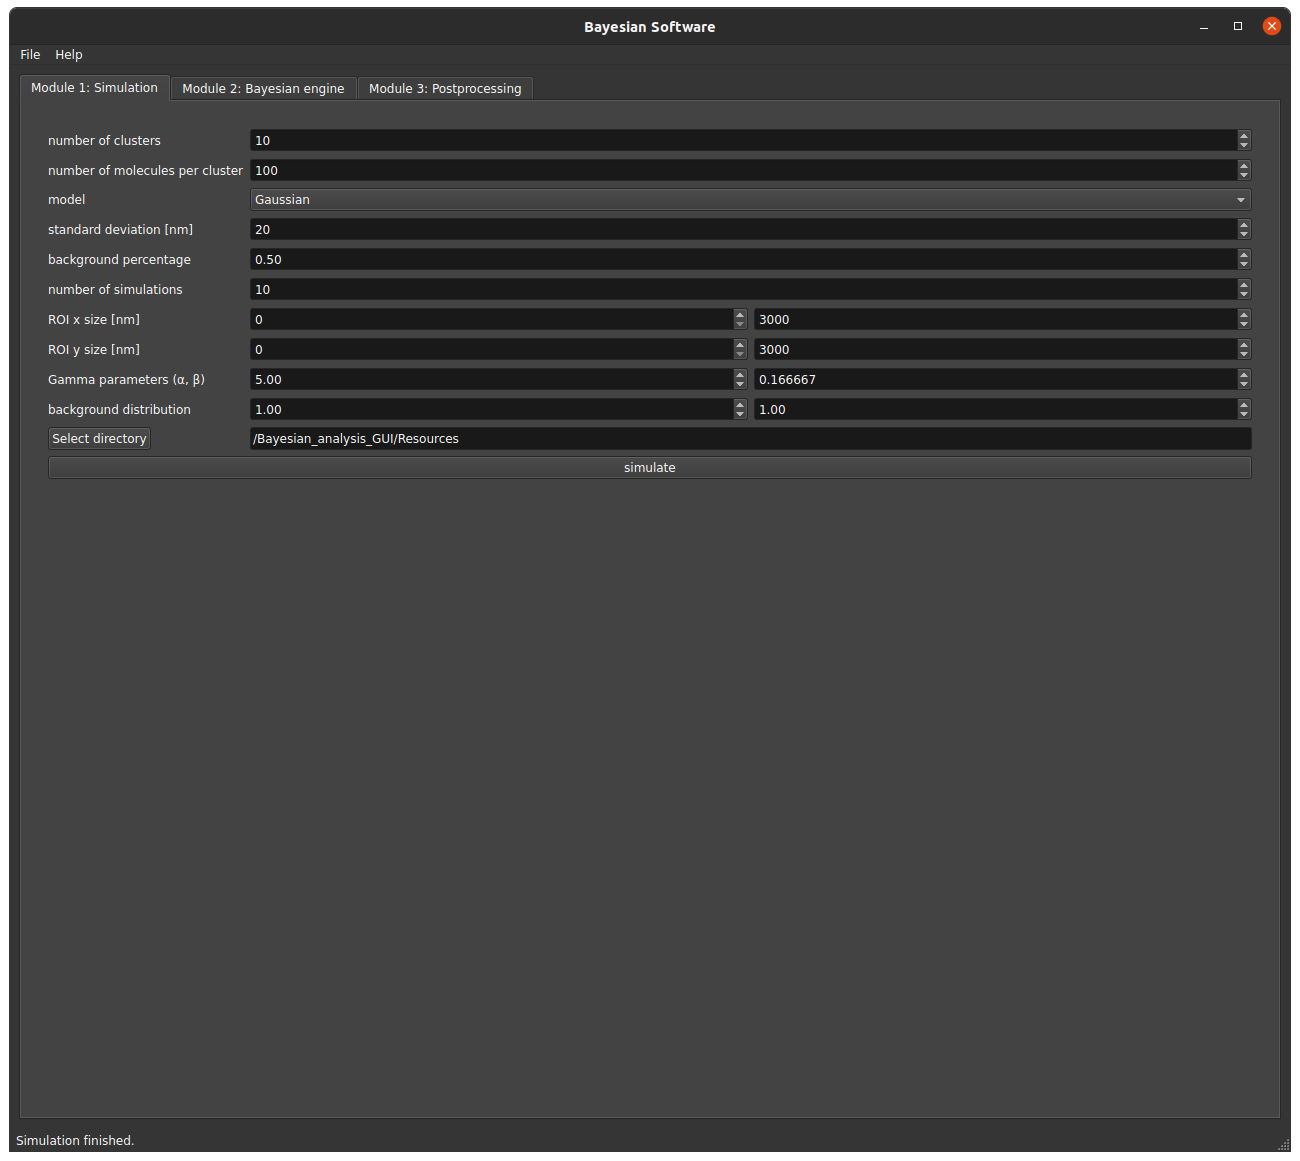 Bayesian Software
File Help
Module 1: Simulation Module 2: Bayesian engine Module 3: Postprocessing
number of clusters 10
number of molecules per cluster 100
model Gaussian
standard deviation [nm] 20
background percentage 0.50
number of simulations 10
ROI x size [nm] 0 3000
ROI y size [nm] 0 3000
Gamma parameters (α, β) 5.00 0.166667
background distribution 1.00 1.00
Select directory /Bayesian_analysis_GUI/Resources
simulate
Simulation finished.